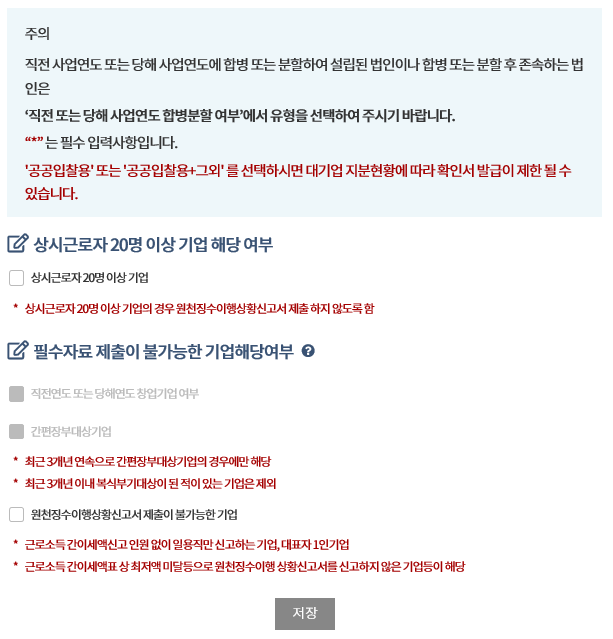 주의
직전 사업연도 또는 당해 사업연도에 합병 또는 분할하여 설립된 법인이나 합병 또는 분할 후 존속하는 법
인은
‘직전 또는 당해 사업연도 합병분할 여부’에서 유형을 선택하여 주시기 바랍니다.
“*” 는 필수 입력사항입니다.
'공공입찰용' 또는 '공공입찰용+그외' 를 선택하시면 대기업 지분현황에 따라 확인서 발급이 제한 될 수
있습니다.
상시근로자 20명 이상 기업 해당 여부
상시근로자 20명 이상 기업
* 상시근로자 20명 이상 기업의 경우 원천징수이행상황신고서 제출 하지 않도록 함
필수자료 제출이 불가능한 기업해당여부 ?
직전연도 또는 당해연도 창업기업 여부
간편장부대상기업
* 최근 3개년 연속으로 간편장부대상기업의 경우에만 해당
* 최근 3개년 이내 복식부기대상이 된 적이 있는 기업은 제외
원천징수이행상황신고서 제출이 불가능한 기업
* 근로소득 간이세액신고 인원 없이 일용직만 신고하는 기업, 대표자 1인기업
* 근로소득 간이세액표 상 최저액 미달등으로 원천징수이행 상황신고서를 신고하지 않은 기업등이 해당
저장